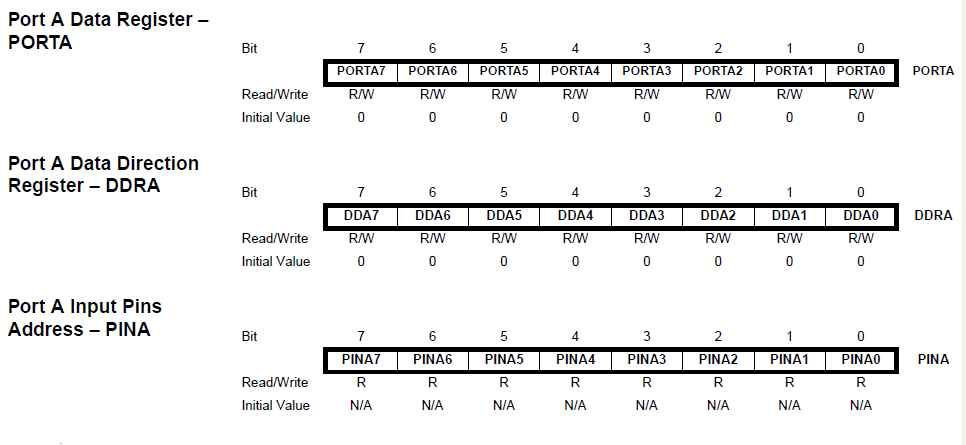 Port A Data Register –
PORTA
Bit 7 6 5 4 3 2 1 0
PORTA7 PORTA6 PORTA5 PORTA4 PORTA3 PORTA2 PORTA1 PORTA0 PORTA
Read/Write R/W R/W R/W R/W R/W R/W R/W R/W
Initial Value 0 0 0 0 0 0 0 0
Port A Data Direction
Register – DDRA
Bit 7 6 5 4 3 2 1 0
DDA7 DDA6 DDA5 DDA4 DDA3 DDA2 DDA1 DDA0 DDRA
Read/Write R/W R/W R/W R/W R/W R/W R/W R/W
Initial Value 0 0 0 0 0 0 0 0
Port A Input Pins
Address – PINA
Bit 7 6 5 4 3 2 1 0
PINA7 PINA6 PINA5 PINA4 PINA3 PINA2 PINA1 PINA0 PINA
Read/Write R R R R R R R R
Initial Value N/A N/A N/A N/A N/A N/A N/A N/A